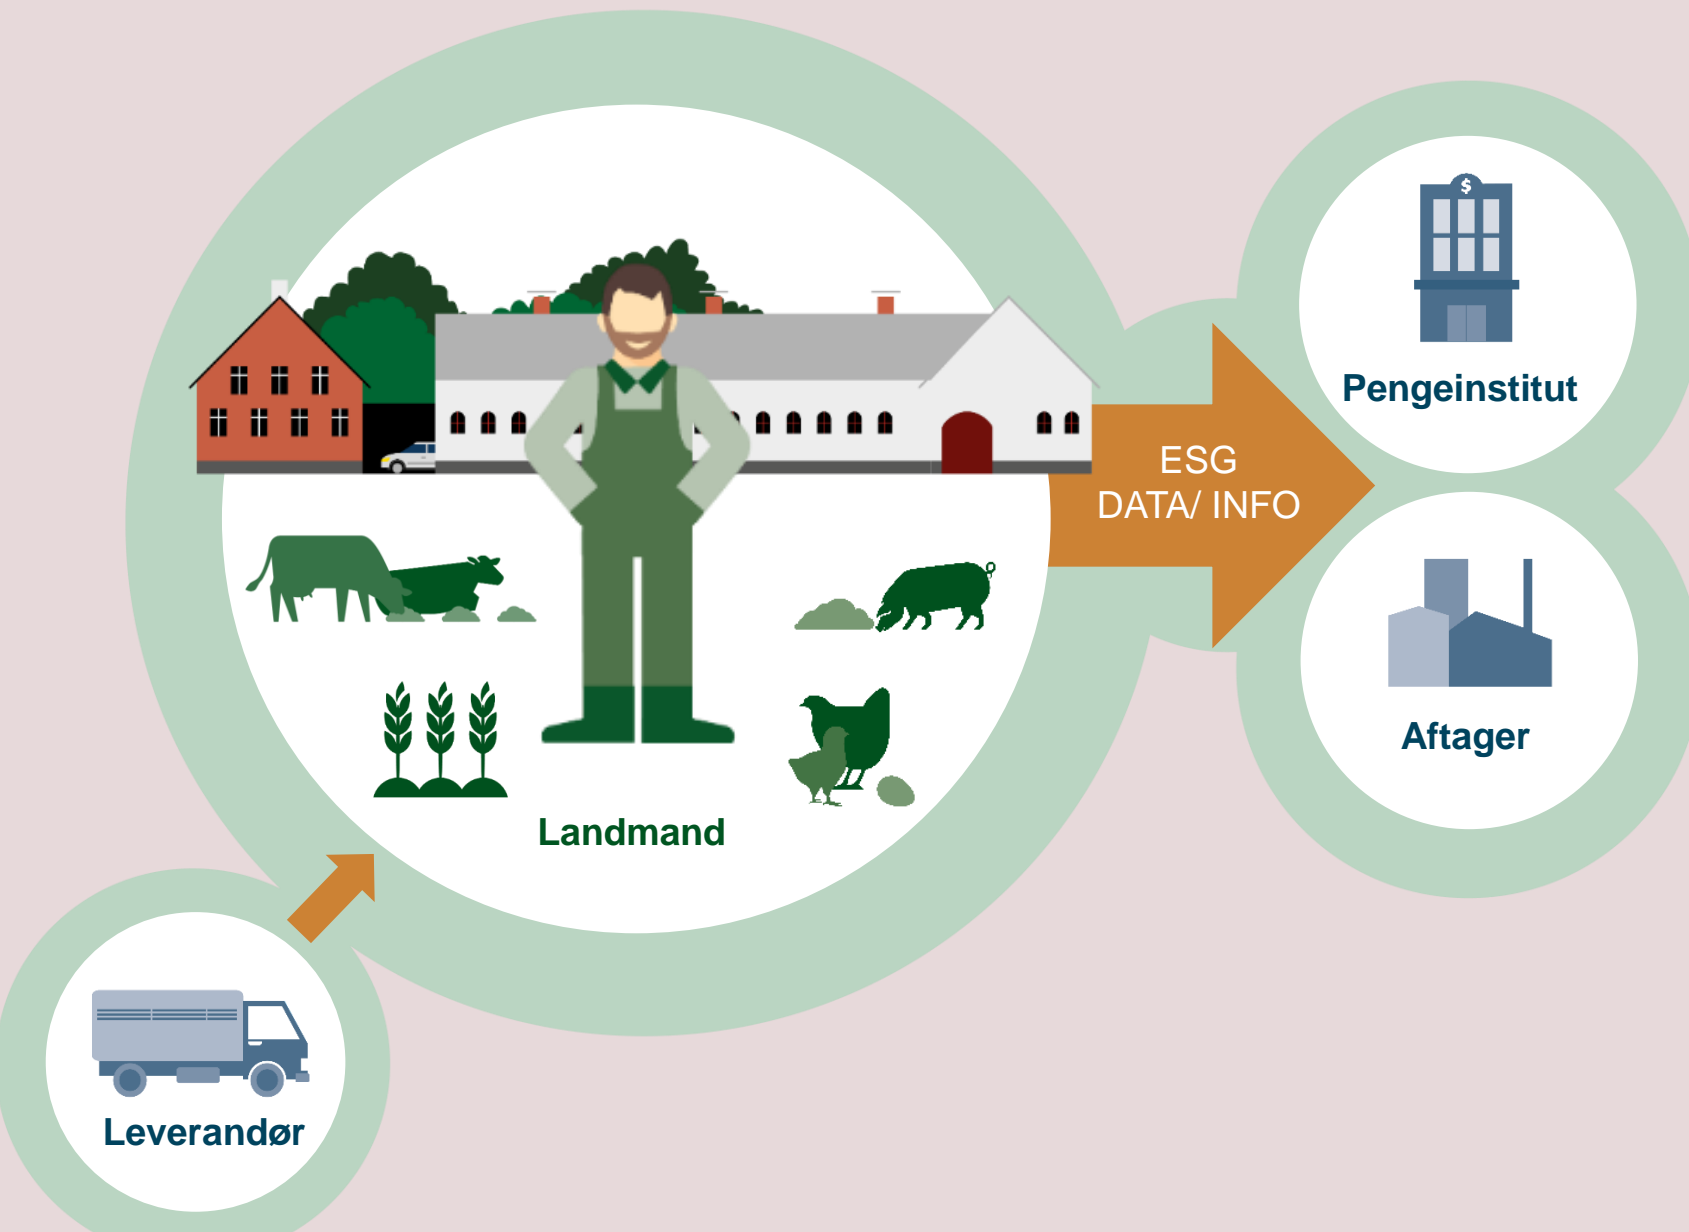 $
Pengeinstitut
ESG
DATA/ INFO
Aftager
Landmand
Leverandør